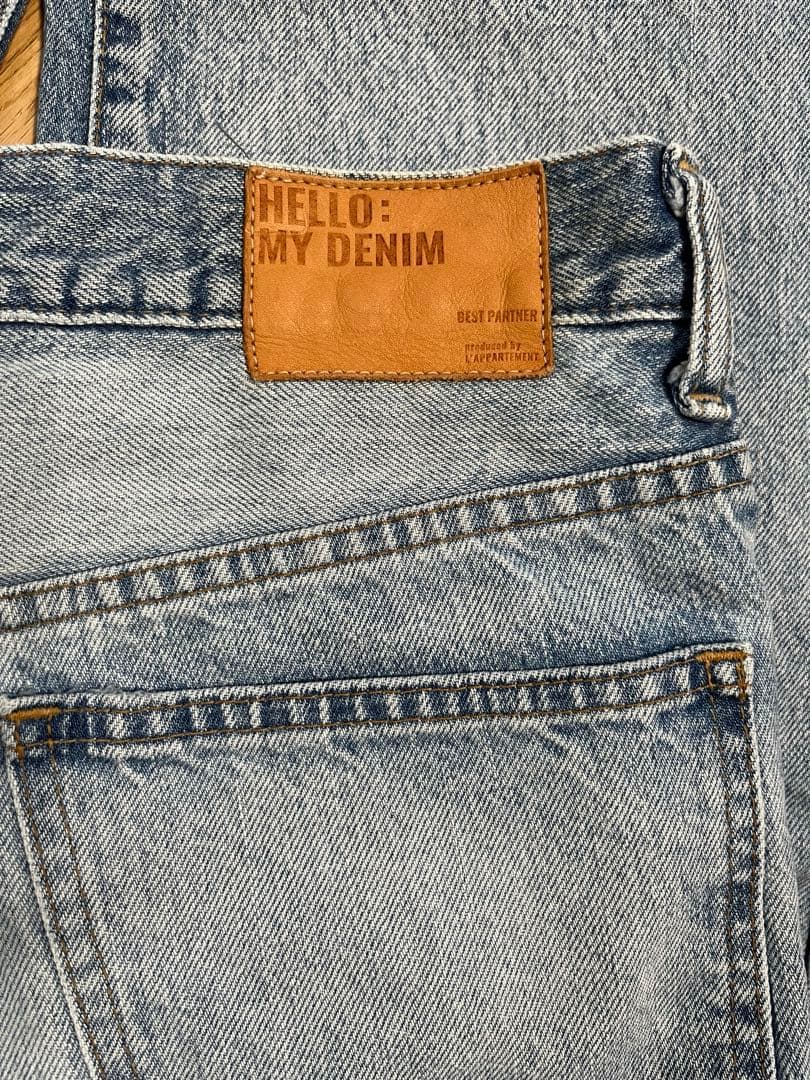 HELLO:
MY DENIM
BEST PARTNER
produced by
L'APPARTEMENT